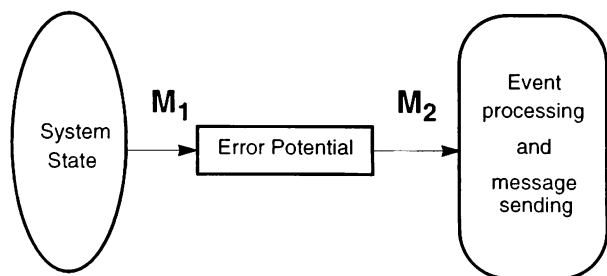 System
State
M₁
Error Potential
M₂
Event
processing
and
message
sending